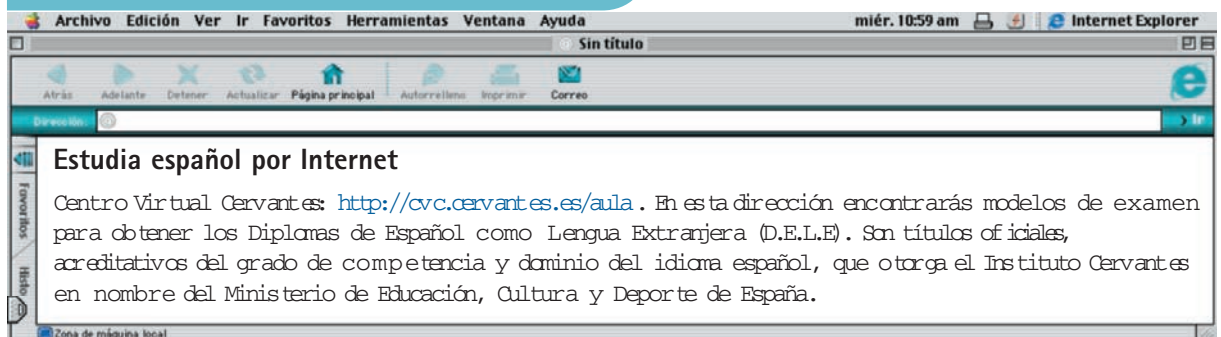 Archivo Edición Ver Ir Favoritos Herramientas Ventana Ayuda miér. 10:59 am Internet Explorer
Sin título
Atrás Adelante Detener Actualizar Página principal Autorrelleno Imprimir Correo
Dirección: Ir
Favoritos
Histo
Estudia español por Internet
Centro Virtual Cervantes: http://cvc.cervantes.es/aula. En esta dirección encontrarás modelos de examen
para obtener los Diplomas de Español como Lengua Extranjera (D.E.L.E). Son títulos oficiales,
acreditativos del grado de competencia y dominio del idioma español, que otorga el Instituto Cervantes
en nombre del Ministerio de Educación, Cultura y Deporte de España.
Zona de máquina local